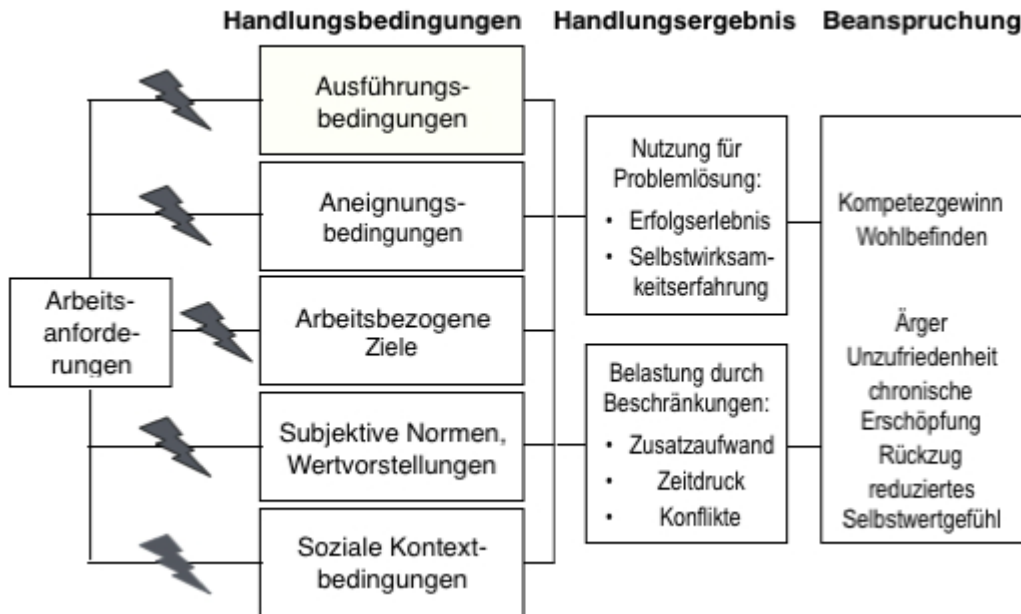 Handlungsbedingungen Handlungsergebnis Beanspruchung
Arbeits-
anforde-
rungen
Ausführungs-
bedingungen
Aneignungs-
bedingungen
Arbeitsbezogene
Ziele
Subjektive Normen,
Wertvorstellungen
Soziale Kontext-
bedingungen
Nutzung für
Problemlösung:
• Erfolgserlebnis
• Selbstwirksam-
keitserfahrung
Belastung durch
Beschränkungen:
• Zusatzaufwand
• Zeitdruck
• Konflikte
Kompetezgewinn
Wohlbefinden
Ärger
Unzufriedenheit
chronische
Erschöpfung
Rückzug
reduziertes
Selbstwertgefühl